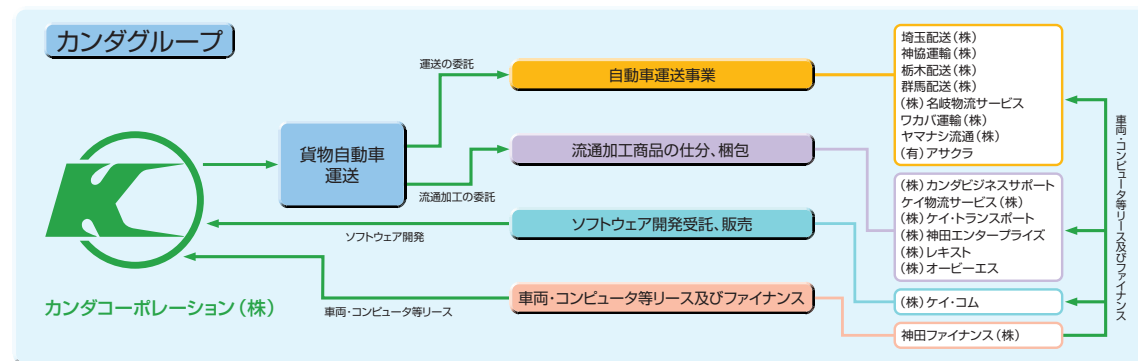 カンダグループ
運送の委託
自動車運送事業
埼玉配送(株)
神協運輸(株)
栃木配送(株)
群馬配送(株)
(株)名岐物流サービス
ワカバ運輸(株)
ヤマナシ流通(株)
(有)アサクラ
貨物自動車
運送
流通加工商品の仕分、梱包
流通加工の委託
(株)カンダビジネスサポート
ケイ物流サービス(株)
(株)ケイ・トランスポート
(株)神田エンタープライズ
(株)レキスト
(株)オービーエス
ソフトウェア開発受託、販売
ソフトウェア開発
(株)ケイ・コム
カンダコーポレーション(株)
車両・コンピュータ等リース
車両・コンピュータ等リース及びファイナンス
神田ファイナンス(株)
車両・コンピュータ等リース及びファイナンス